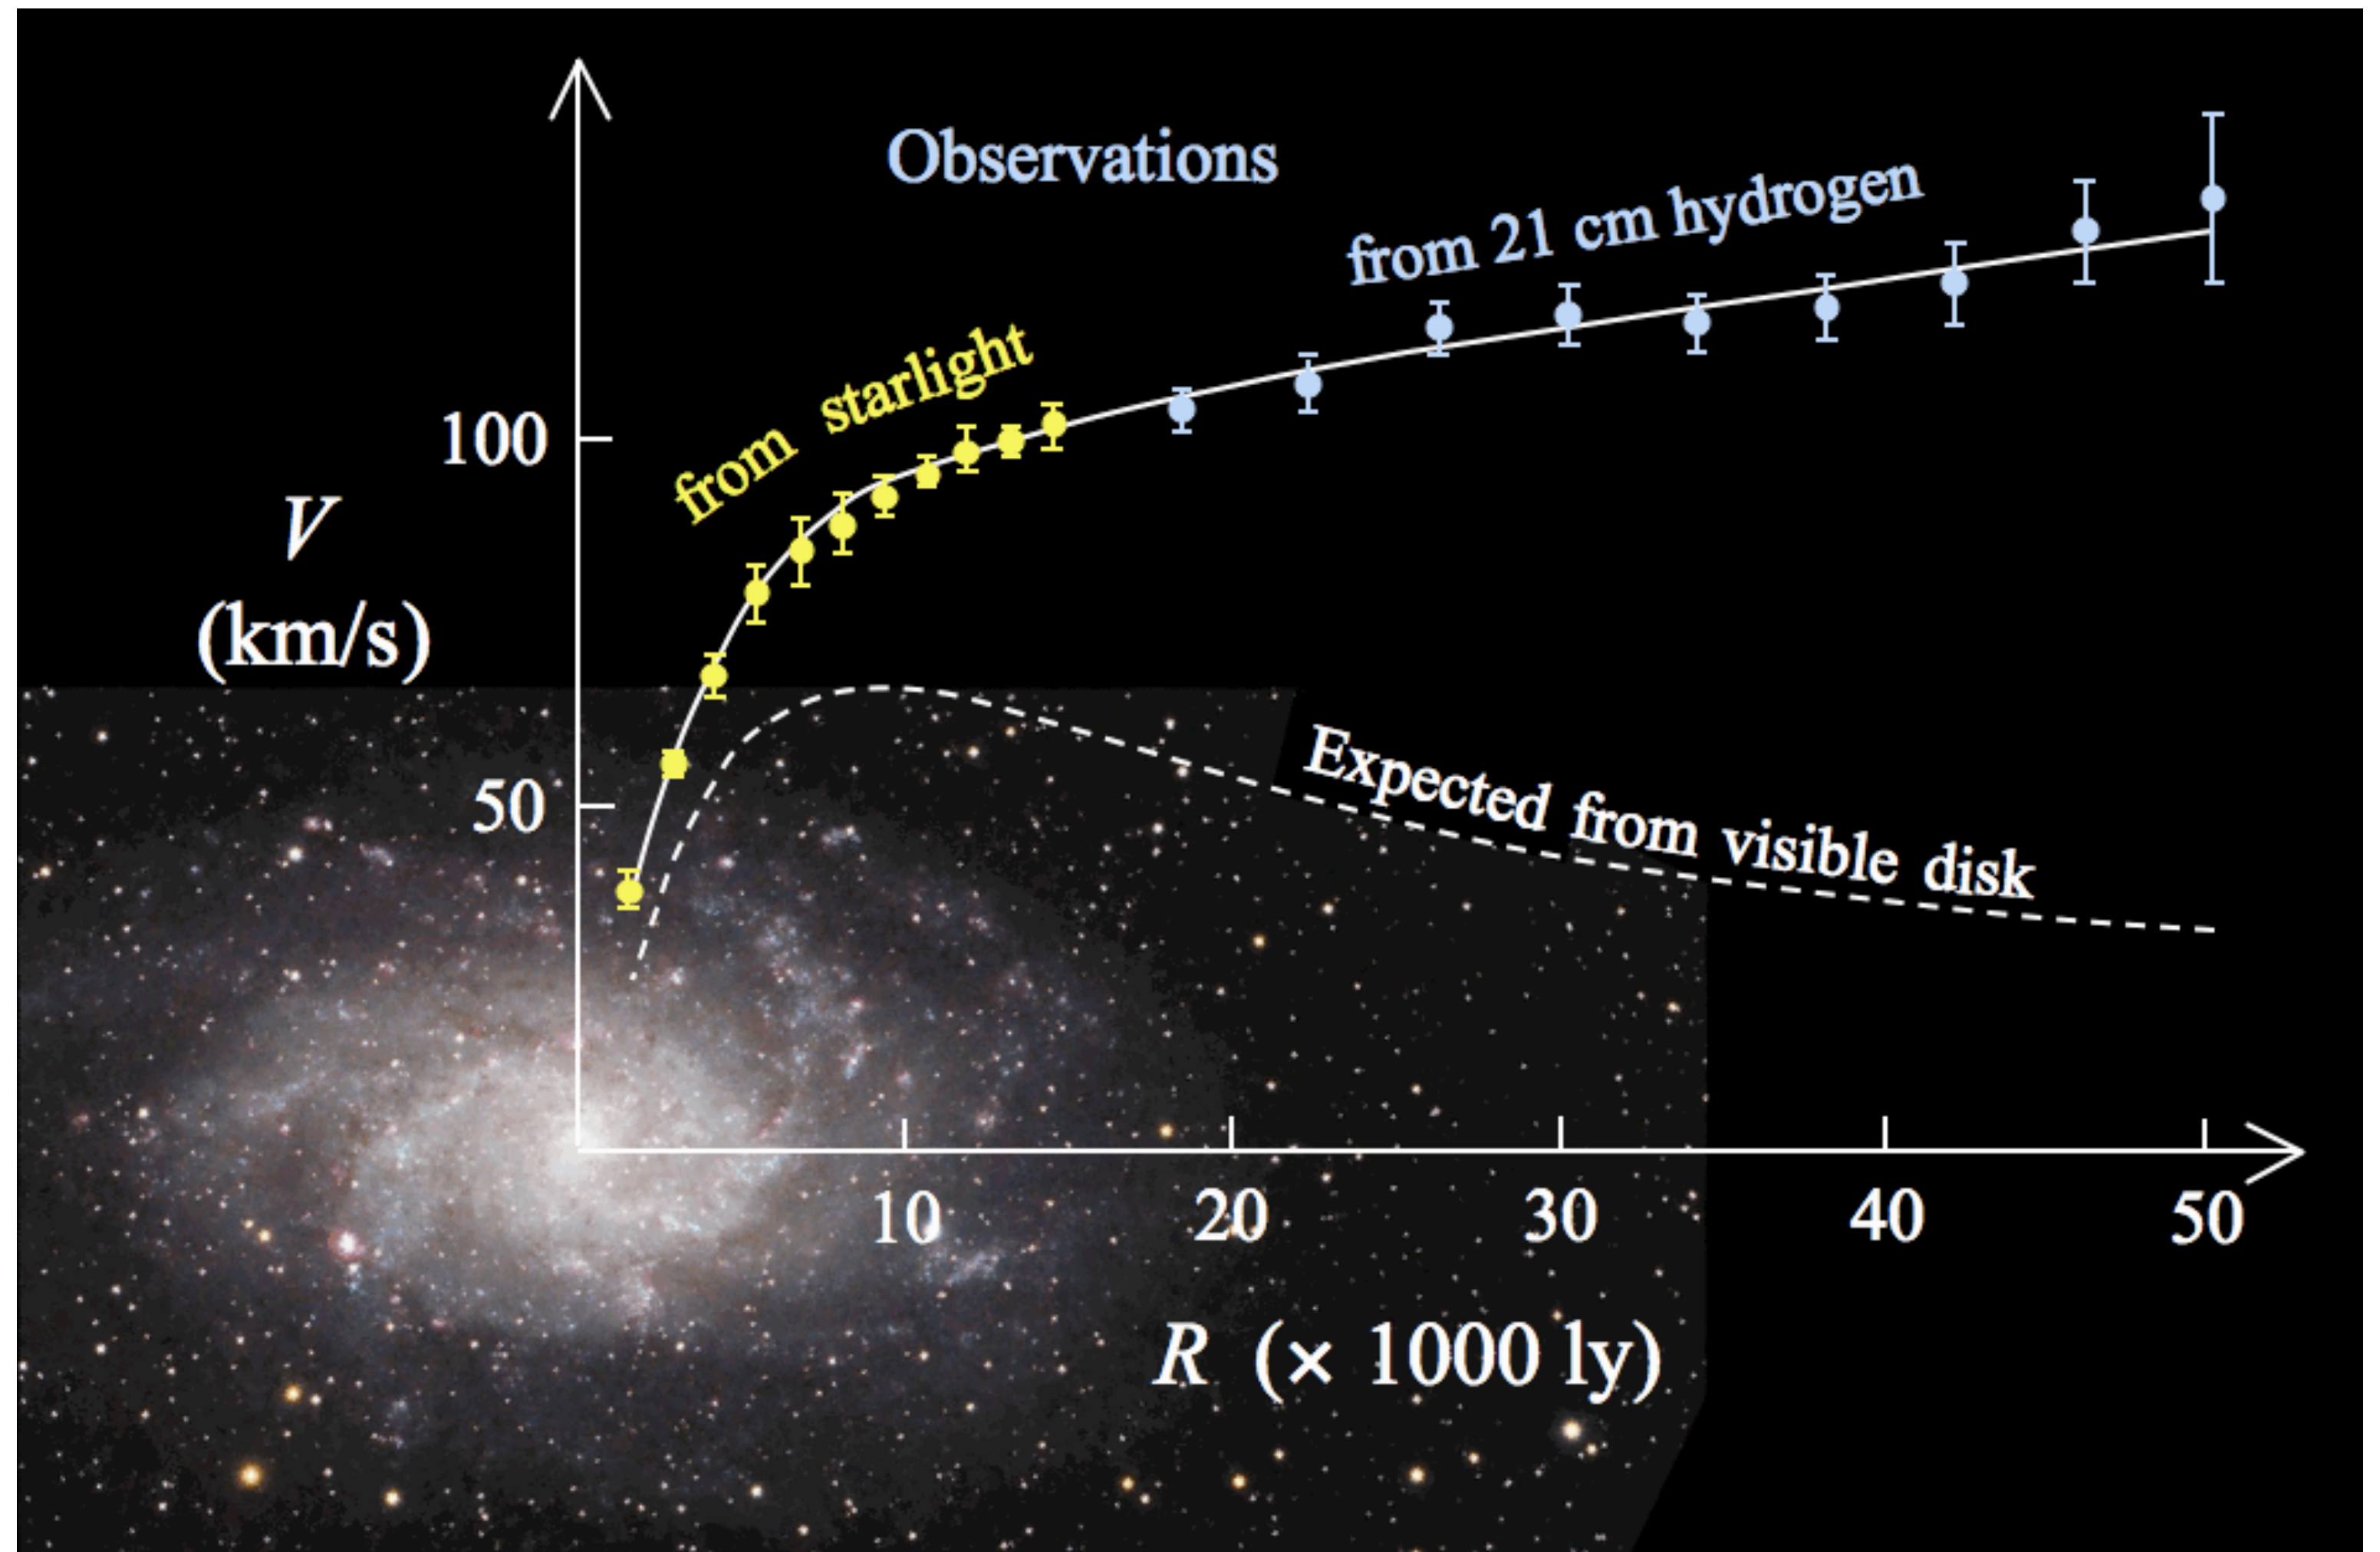 Observations
from 21 cm hydrogen
from starlight
100
V
(km/s)
50
Expected from visible disk
10 20 30 40 50
R (× 1000 ly)